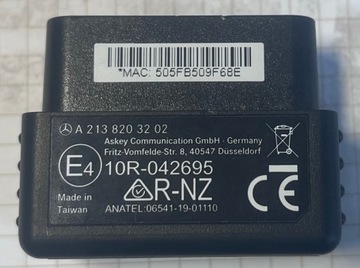 *MAC: 505FB509F68E
A 213 820 32 02
Askey Communication GmbH - Germany
Fritz-Vomfelde-Str. 8, 40547 Düsseldorf
E4 10R-042695
R-NZ
Made in
Taiwan
ANATEL:06541-19-01110
CE